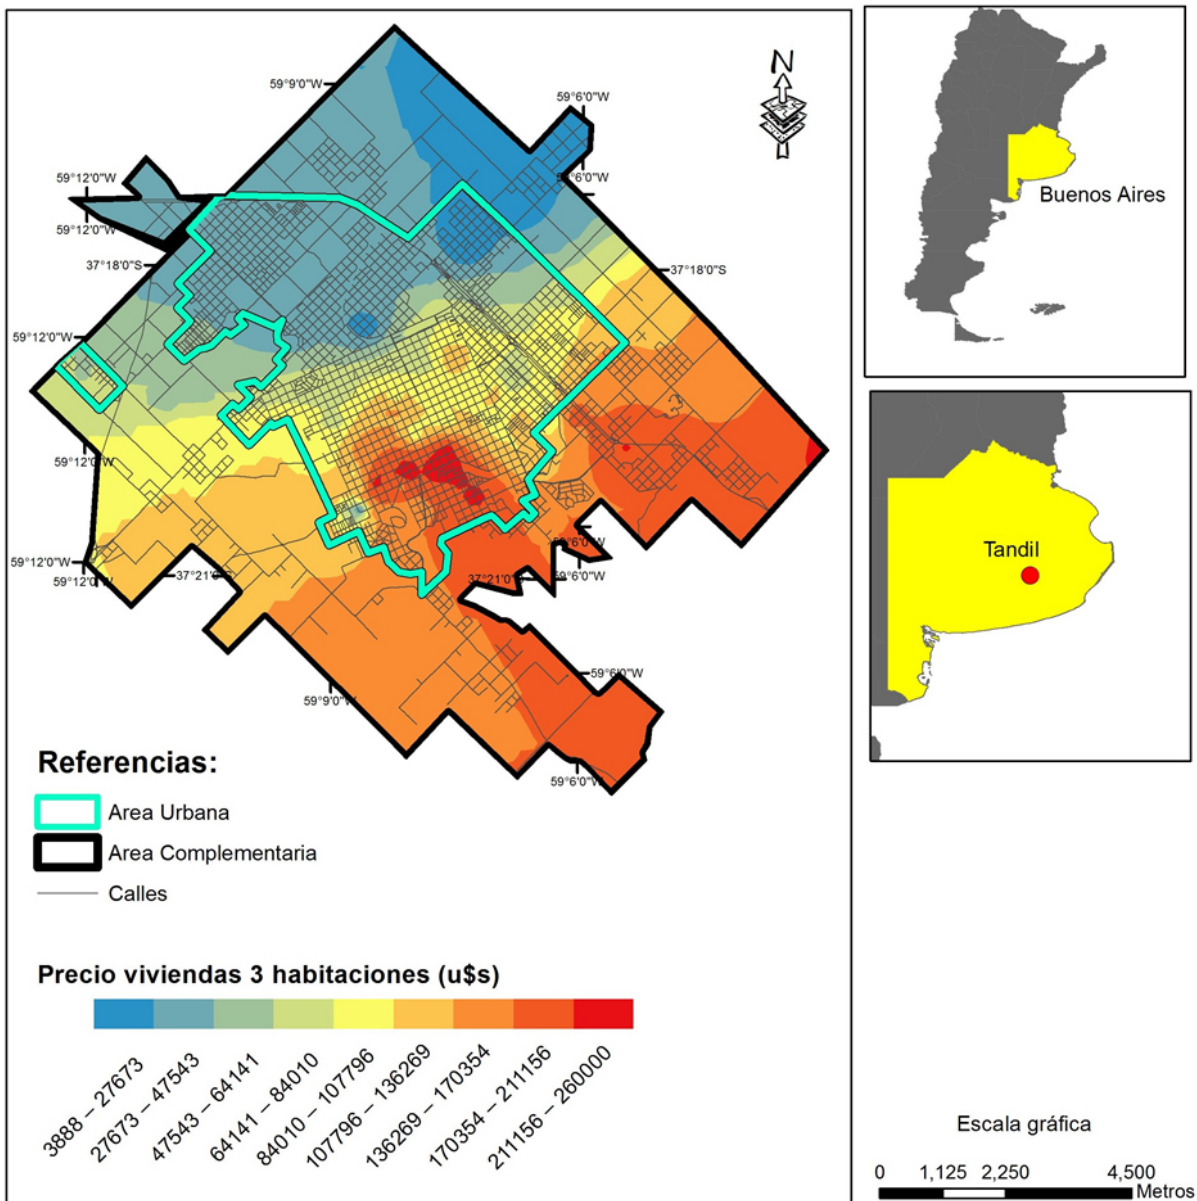 N
59°9'0"W
59°6'0"W
59°12'0"W
59°6'0"W
59°12'0"W
37°18'0"S
37°18'0"S
59°12'0"W
59°12'0"W
59°12'0"W
59°12'0"W
37°21'0"S
59°6'0"W
37°21'0"
59°6'0"W
59°6'0"W
59°9'0"W
59°6'0"W
Referencias:
Area Urbana
Area Complementaria
Calles
Precio viviendas 3 habitaciones (u$s)
3888 – 27673
27673 – 47543
47543 – 64141
64141 – 84010
84010 – 107796
107796 – 136269
136269 – 170354
170354 – 211156
211156 – 260000
Buenos Aires
Tandil
Escala gráfica
0 1,125 2,250 4,500
Metros